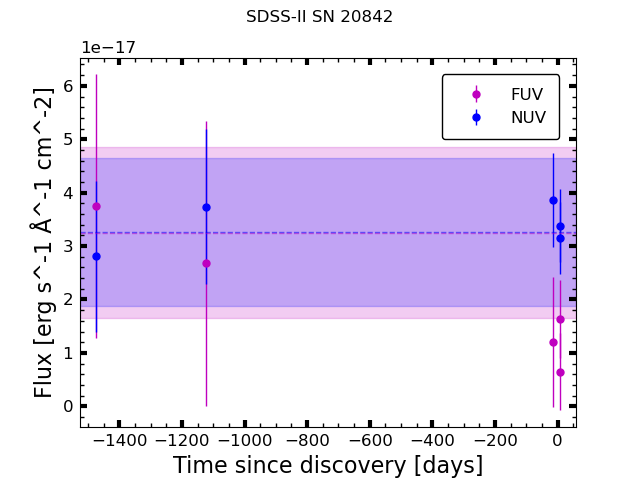 SDSS-II SN 20842
1e−17
FUV
NUV
6
5
4
3
2
1
0
Flux [erg s^-1 Å^-1 cm^-2]
−1400 −1200 −1000 −800 −600 −400 −200 0
Time since discovery [days]